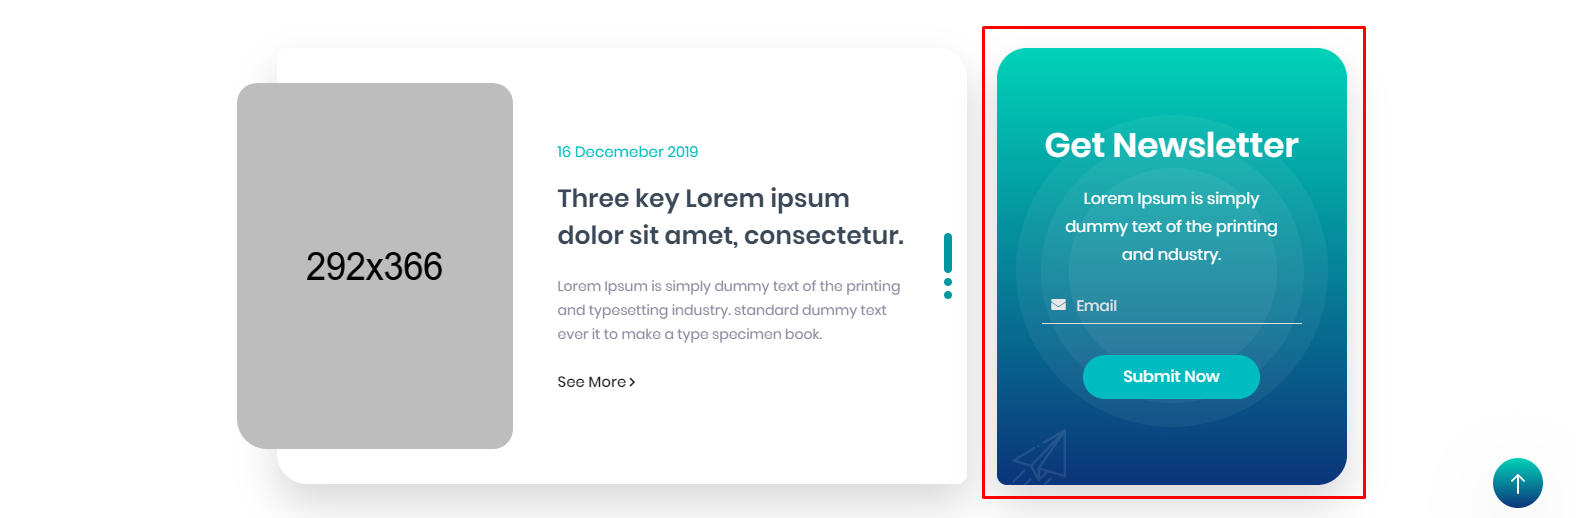 292x366
16 Decemeber 2019
Three key Lorem ipsum
dolor sit amet, consectetur.
Lorem Ipsum is simply dummy text of the printing
and typesetting industry. standard dummy text
ever it to make a type specimen book.
See More
Get Newsletter
Lorem Ipsum is simply
dummy text of the printing
and ndustry.
Email
Submit Now